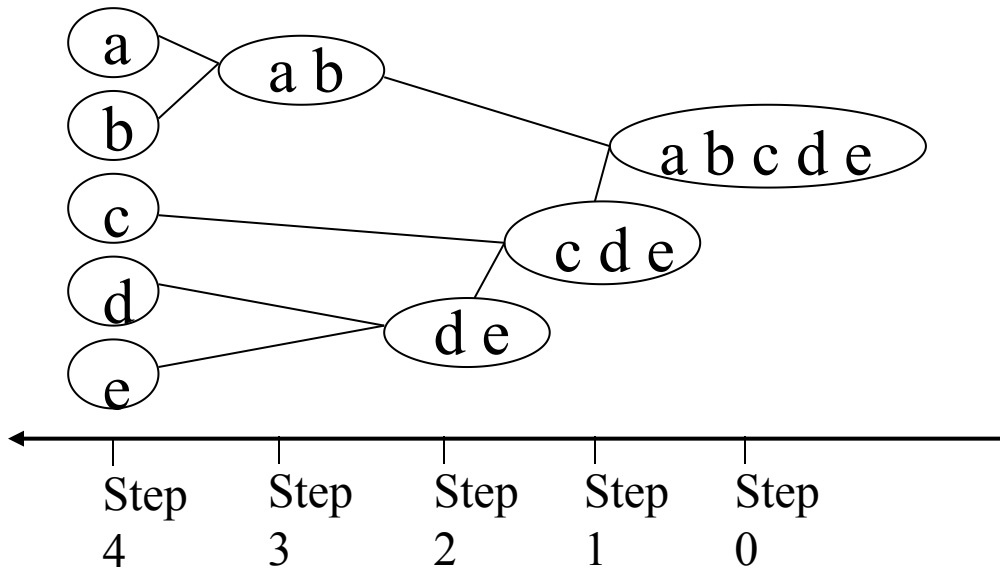 a
a b
b
a b c d e
c
c d e
d
d e
e
Step 4
Step 3
Step 2
Step 1
Step 0